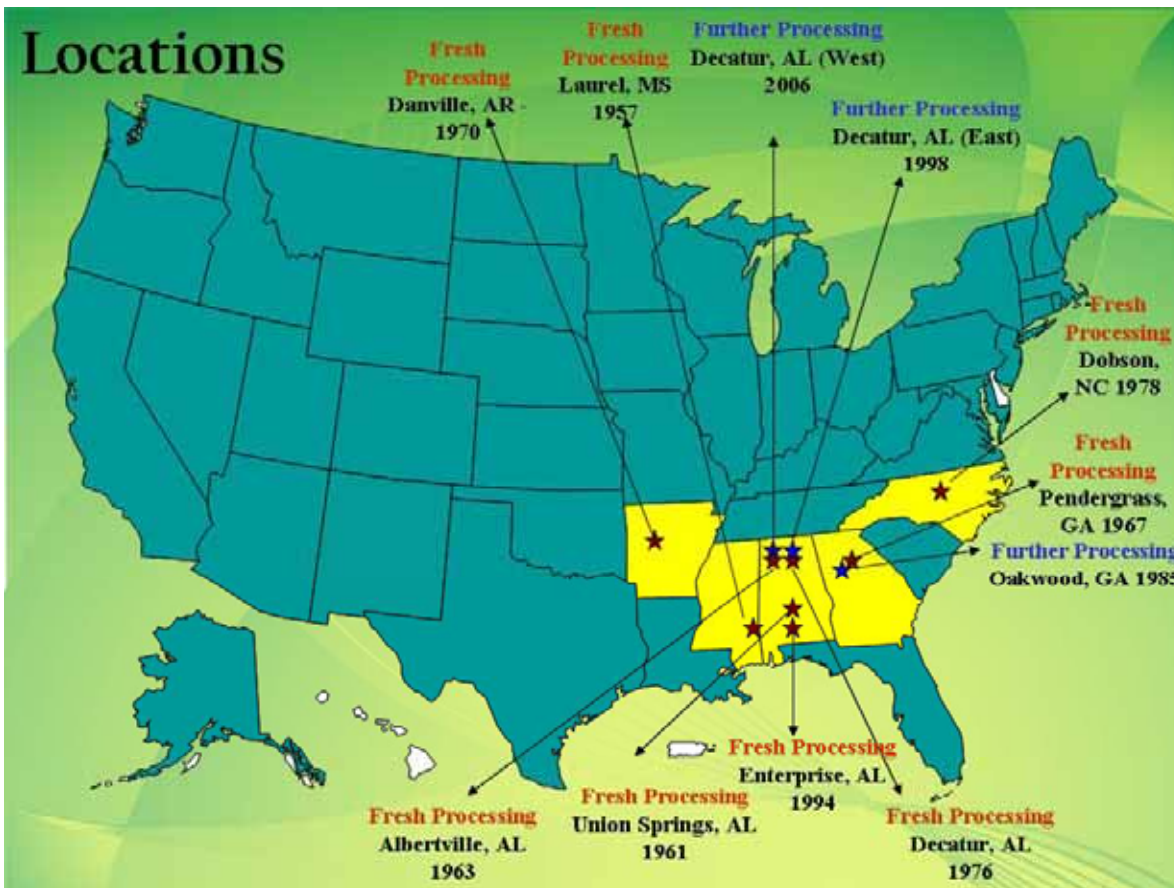 Locations
Fresh
Processing
Danville, AR
1970
Fresh
Processing
Laurel, MS
1957
Further Processing
Decatur, AL (West)
2006
Further Processing
Decatur, AL (East)
1998
Fresh
Processing
Dobson,
NC 1978
Fresh
Processing
Pendergrass,
GA 1967
Further Processing
Oakwood, GA 1985
Fresh Processing
Enterprise, AL
1994
Fresh Processing
Union Springs, AL
1961
Fresh Processing
Albertville, AL
1963
Fresh Processing
Decatur, AL
1976